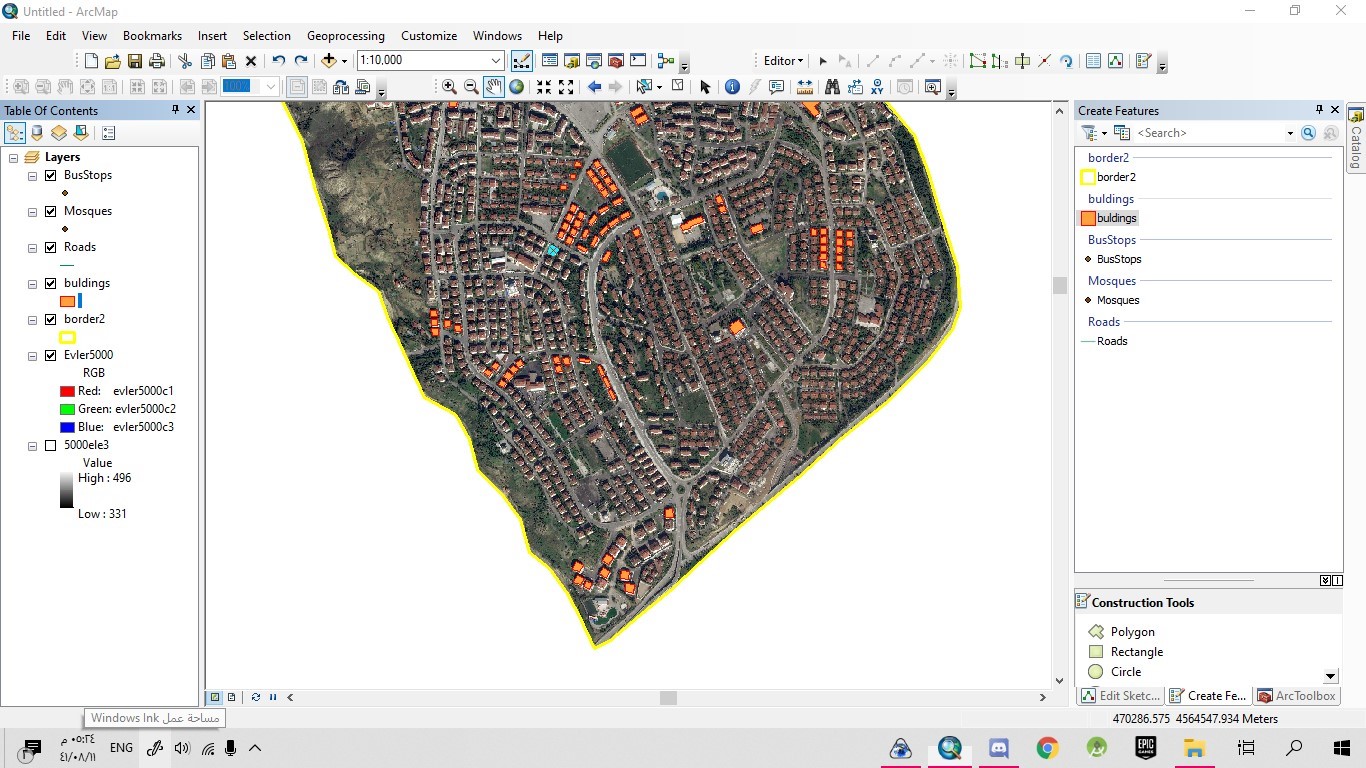 Untitled - ArcMap
File Edit View Bookmarks Insert Selection Geoprocessing Customize Windows Help
1:10,000
Editor
100%
Table Of Contents
Layers
BusStops
Mosques
Roads
buldings
border2
Evler5000
RGB
Red: evler5000c1
Green: evler5000c2
Blue: evler5000c3
5000ele3
Value
High : 496
Low : 331
Create Features
<Search>
border2
border2
buldings
buldings
BusStops
BusStops
Mosques
Mosques
Roads
Roads
Construction Tools
Polygon
Rectangle
Circle
Edit Sketc...
Create Fe...
ArcToolbox
Catalog
470286.575 4564547.934 Meters
مساحة عمل Windows Ink
٠٥:٢٤ م
٤١/٠٨/١١
ENG
EPIC
GAMES